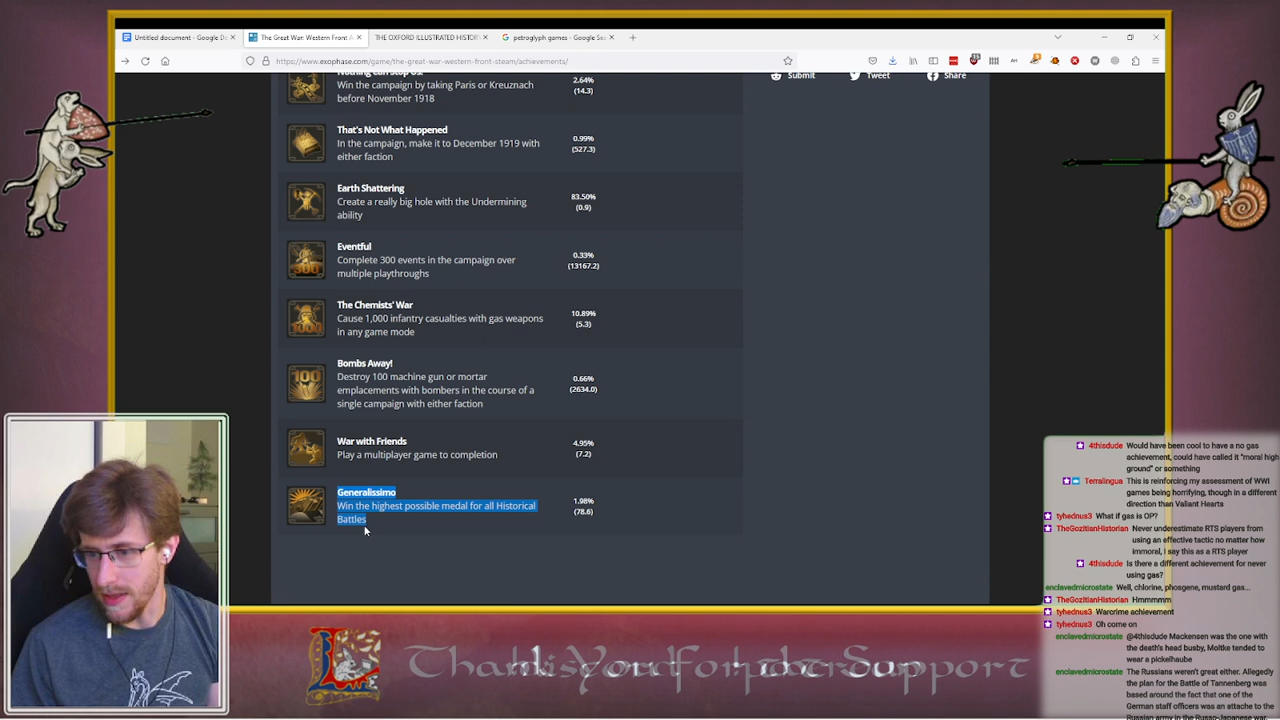 Untitled document - Google Do
The Great War: Western Front A
THE OXFORD ILLUSTRATED HISTOR
petroglyph games - Google Sea
https://www.exophase.com/game/the-great-war-western-front-steam/achievements/
Submit
Tweet
Share
Nothing Can Stop Us!
Win the campaign by taking Paris or Kreuznach
before November 1918
2.64%
(14.3)
That's Not What Happened
In the campaign, make it to December 1919 with
either faction
0.99%
(527.3)
Earth Shattering
Create a really big hole with the Undermining
ability
83.50%
(0.9)
Eventful
Complete 300 events in the campaign over
multiple playthroughs
0.33%
(13167.2)
The Chemists' War
Cause 1,000 infantry casualties with gas weapons
in any game mode
10.89%
(5.3)
Bombs Away!
Destroy 100 machine gun or mortar
emplacements with bombers in the course of a
single campaign with either faction
0.66%
(2634.0)
War with Friends
Play a multiplayer game to completion
4.95%
(7.2)
Generalissimo
Win the highest possible medal for all Historical
Battles
1.98%
(78.6)
4thisdude Would have been cool to have a no gas
achievement, could have called it "moral high
ground" or something
Terralingua This is reinforcing my assessment of WWI
games being horrifying, though in a different
direction than Valiant Hearts
tyhednus3 What if gas is OP?
TheGozitianHistorian Never underestimate RTS players from
using an effective tactic no matter how
immorel, I say this as a RTS player
4thisdude Is there a different achievement for never
using gas?
enclavedmicrostate Well, chlorine, phosgene, mustard gas...
TheGozitianHistorian Hmmmmm
tyhednus3 Warcrime achievement
tyhednus3 Oh come on
enclavedmicrostate @4thisdude Mackensen was the one with
the death's head busby, Moltke tended to
wear a pickelhaube
enclavedmicrostate The Russians weren't great either. Allegedly
the plan for the Battle of Tannenberg was
based around the fact that one of the
German staff officers was an attache to the
Russian army in the Russo-Japanese war.